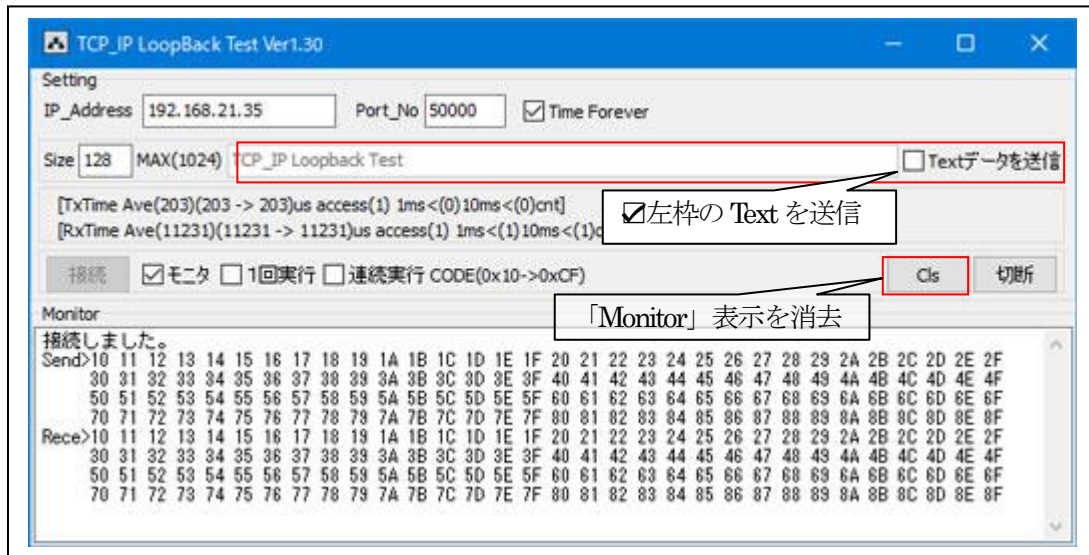 TCP_IP LoopBack Test Ver1.30
Setting
IP_Address 192.168.21.35 Port_No 50000 Time Forever
Size 128 MAX(1024) TCP_IP Loopback Test Textデータを送信
[TxTime Ave(203)(203 -> 203)us access(1) 1ms<(0)10ms<(0)cnt]
☑左枠の Text を送信
[RxTime Ave(11231)(11231 -> 11231)us access(1) 1ms<(1)10ms<(1)c
接続 モニタ 1回実行 連続実行 CODE(0x10->0xCF) Cls 切断
「Monitor」表示を消去
Monitor
接続しました。
Send>10 11 12 13 14 15 16 17 18 19 1A 1B 1C 1D 1E 1F 20 21 22 23 24 25 26 27 28 29 2A 2B 2C 2D 2E 2F
30 31 32 33 34 35 36 37 38 39 3A 3B 3C 3D 3E 3F 40 41 42 43 44 45 46 47 48 49 4A 4B 4C 4D 4E 4F
50 51 52 53 54 55 56 57 58 59 5A 5B 5C 5D 5E 5F 60 61 62 63 64 65 66 67 68 69 6A 6B 6C 6D 6E 6F
70 71 72 73 74 75 76 77 78 79 7A 7B 7C 7D 7E 7F 80 81 82 83 84 85 86 87 88 89 8A 8B 8C 8D 8E 8F
Rece>10 11 12 13 14 15 16 17 18 19 1A 1B 1C 1D 1E 1F 20 21 22 23 24 25 26 27 28 29 2A 2B 2C 2D 2E 2F
30 31 32 33 34 35 36 37 38 39 3A 3B 3C 3D 3E 3F 40 41 42 43 44 45 46 47 48 49 4A 4B 4C 4D 4E 4F
50 51 52 53 54 55 56 57 58 59 5A 5B 5C 5D 5E 5F 60 61 62 63 64 65 66 67 68 69 6A 6B 6C 6D 6E 6F
70 71 72 73 74 75 76 77 78 79 7A 7B 7C 7D 7E 7F 80 81 82 83 84 85 86 87 88 89 8A 8B 8C 8D 8E 8F